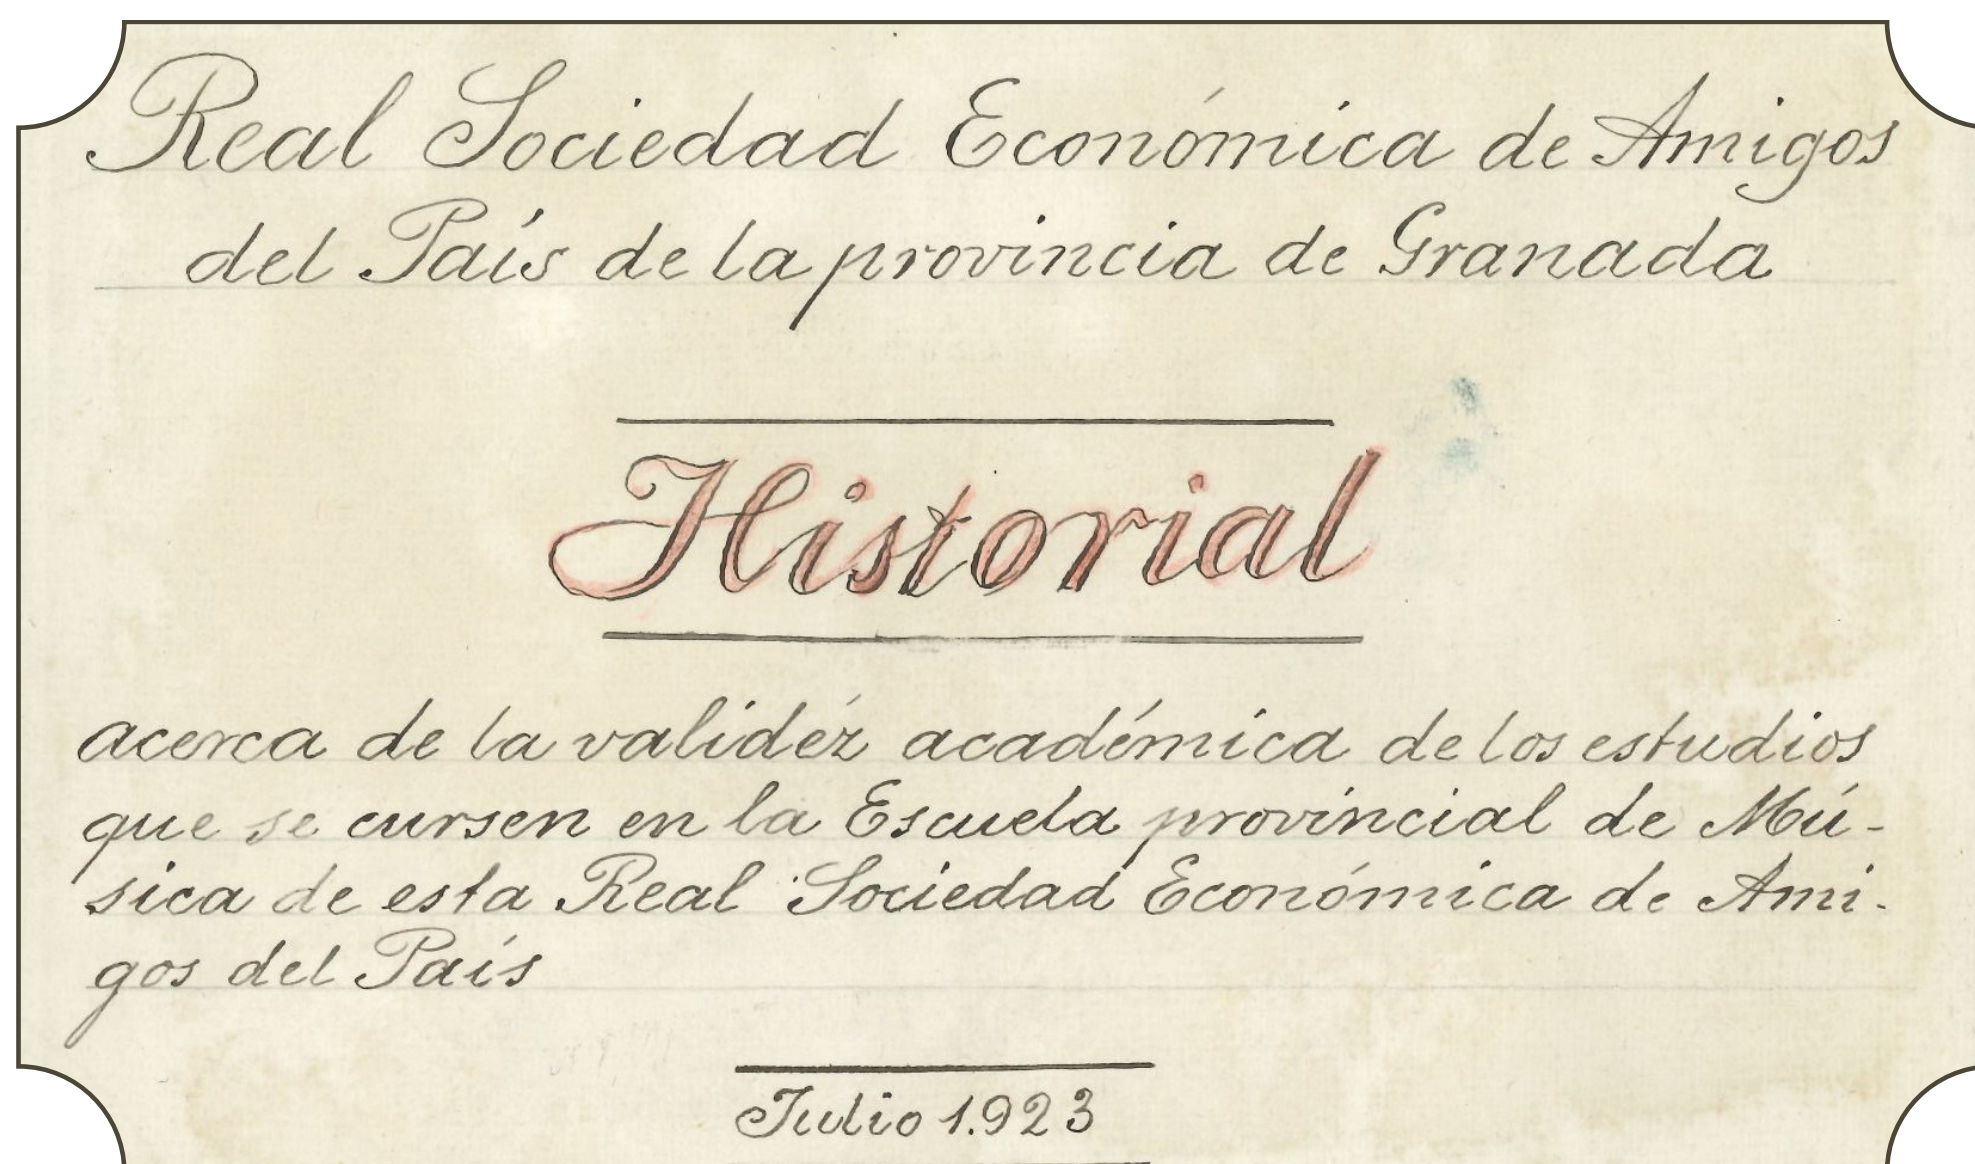 Real Sociedad Económica de Amigos
del País de la provincia de Granada
Historial
acerca de la validéz académica de los estudios
que se cursen en la Escuela provincial de Mú-
sica de esta Real Sociedad Económica de Ami-
gos del País
Julio 1.923